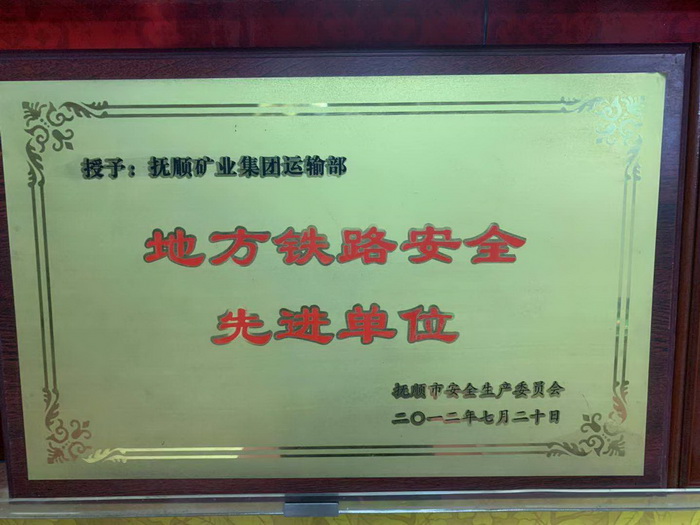 授予：抚顺矿业集团运输部
地方铁路安全
先进单位
抚顺市安全生产委员会
二〇一二年七月二十日